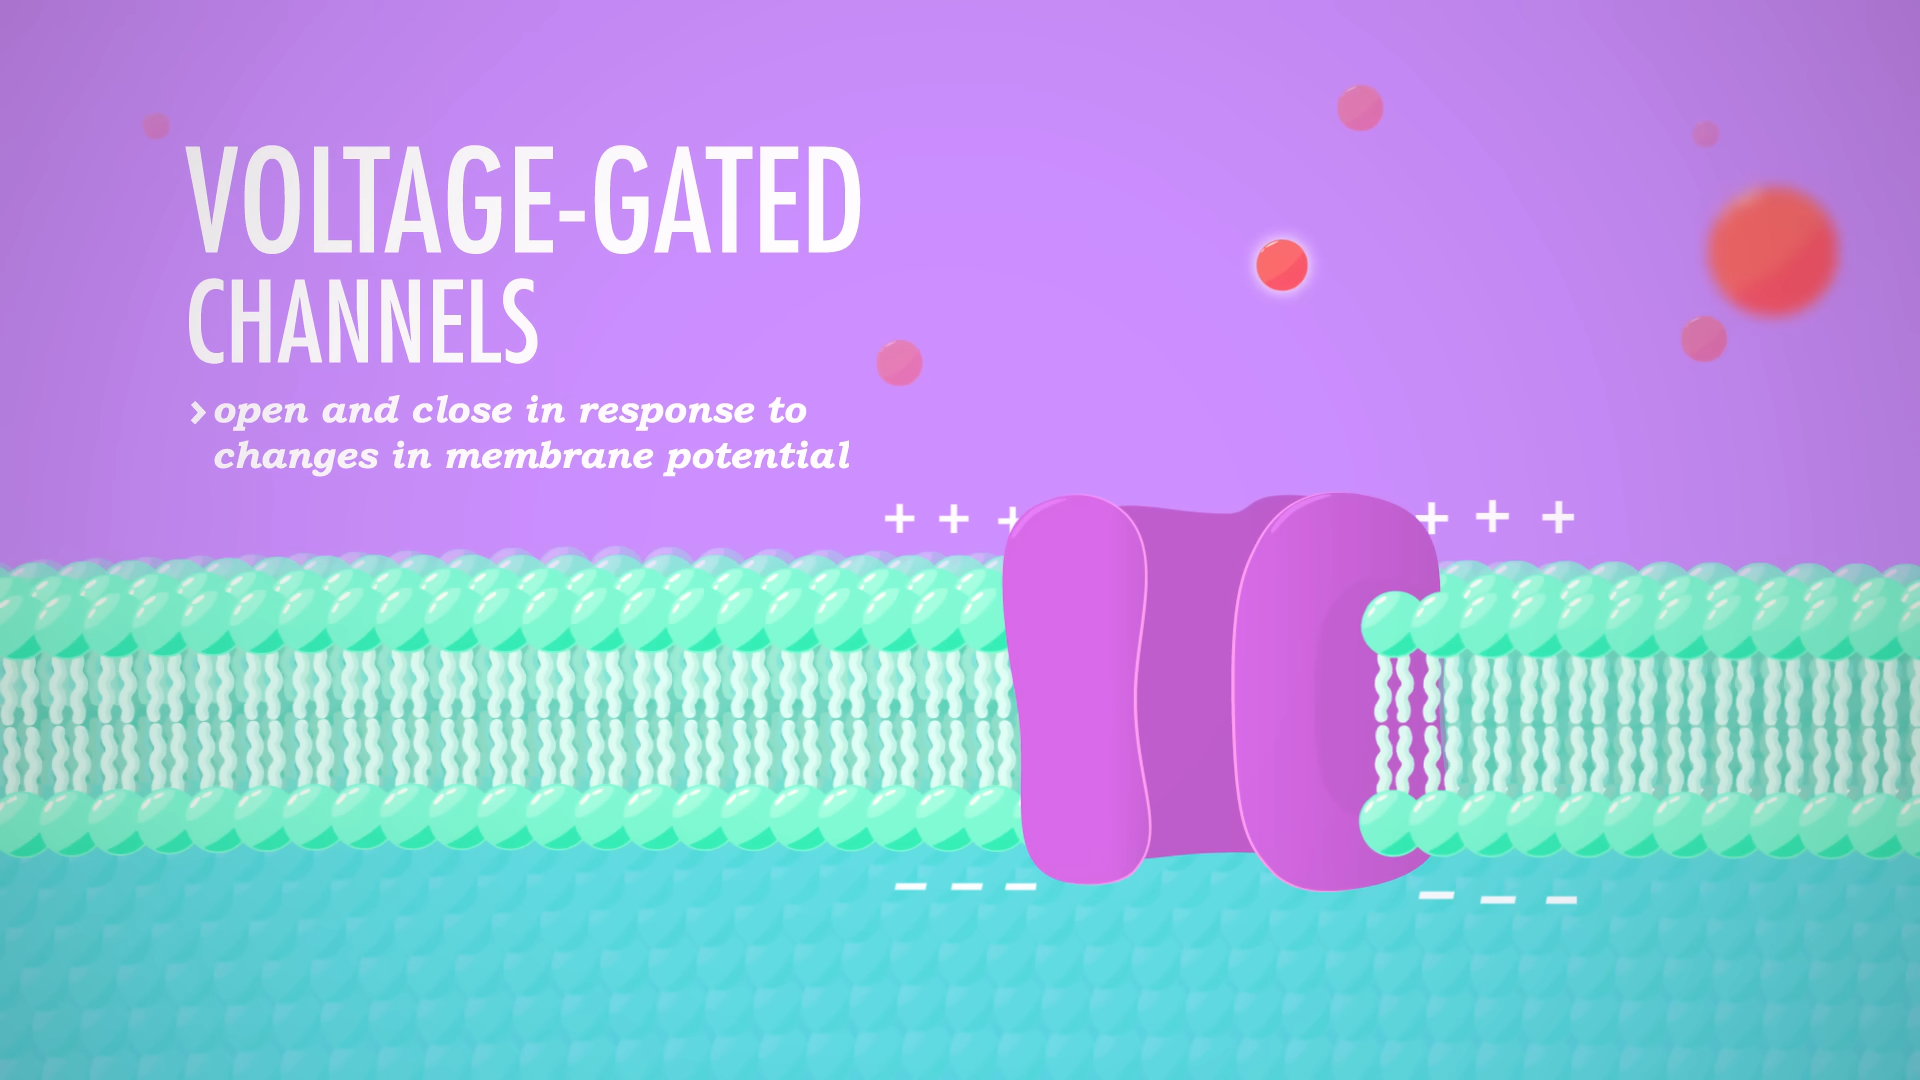 VOLTAGE-GATED
CHANNELS
› open and close in response to
changes in membrane potential
+ + + + + +
– – – – – –